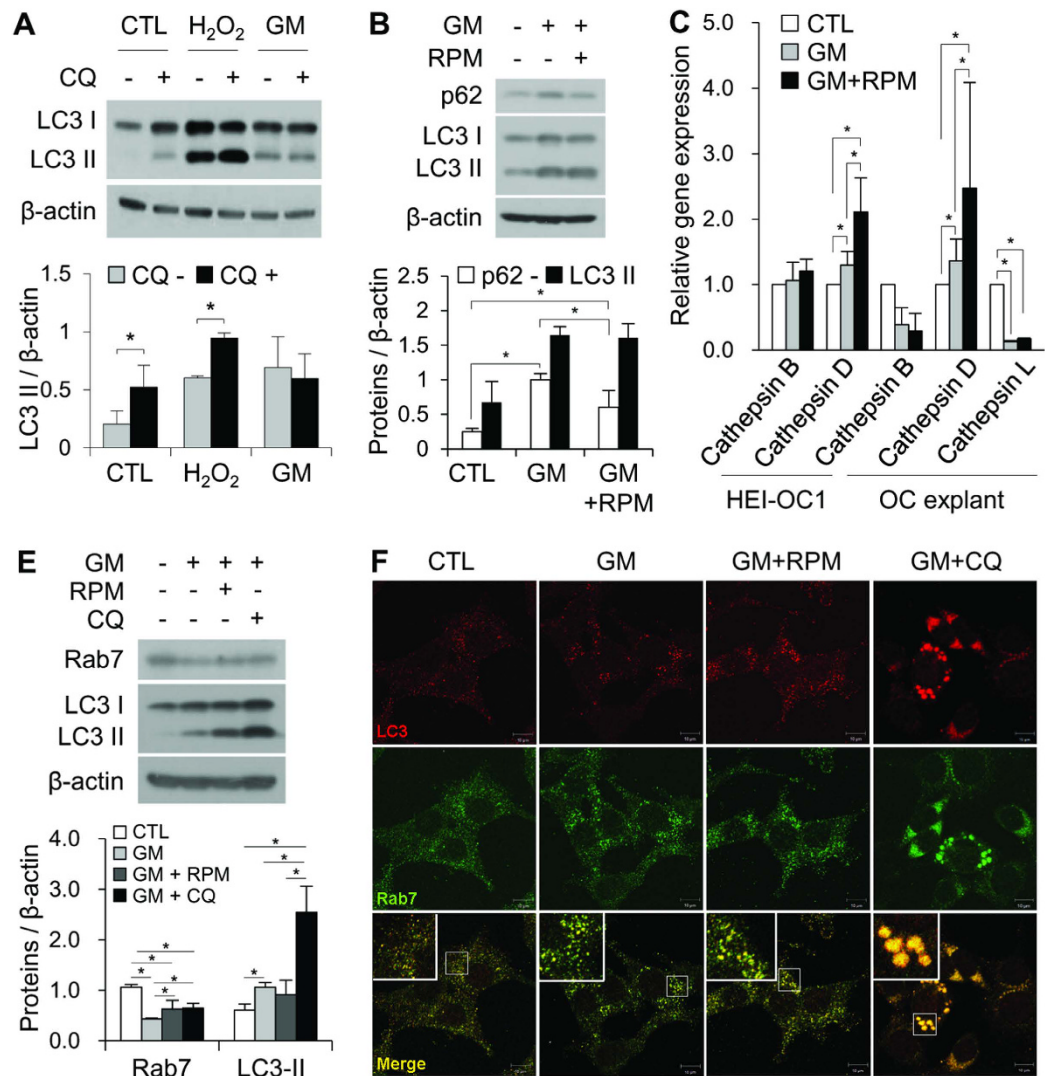 A
CTL H₂O₂ GM
CQ - + - + - +
LC3 I
LC3 II
β-actin
CQ - CQ +
LC3 II / β-actin
1.5
1
0.5
0
CTL H₂O₂ GM
* *
B
GM - + +
RPM - - +
p62
LC3 I
LC3 II
β-actin
p62 - LC3 II
Proteins / β-actin
2.5
2
1.5
1
0.5
0
CTL GM GM +RPM
* * *
C
CTL
GM
GM+RPM
Relative gene expression
5.0
4.0
3.0
2.0
1.0
0.0
* * * * * * * *
Cathepsin B
Cathepsin D
Cathepsin B
Cathepsin D
Cathepsin L
HEI-OC1 OC explant
E
GM - + + +
RPM - - + -
CQ - - - +
Rab7
LC3 I
LC3 II
β-actin
CTL
GM
GM + RPM
GM + CQ
Proteins / β-actin
4.0
3.0
2.0
1.0
0.0
* * * * * * * * *
Rab7 LC3-II
F
CTL GM GM+RPM GM+CQ
LC3
Rab7
Merge